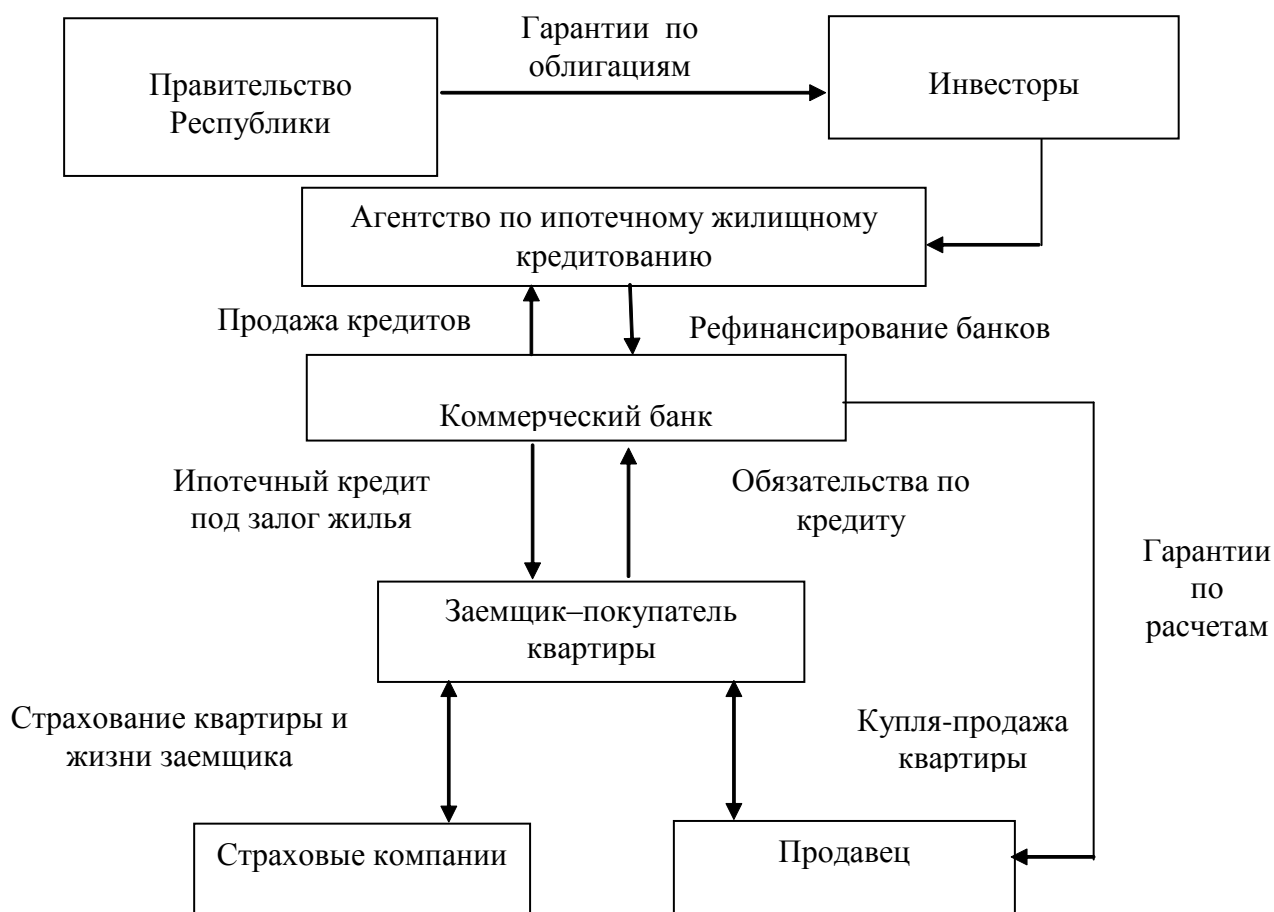 Гарантии по
облигациям
Правительство
Республики
Инвесторы
Агентство по ипотечному жилищному
кредитованию
Продажа кредитов
Рефинансирование банков
Коммерческий банк
Ипотечный кредит
под залог жилья
Обязательства по
кредиту
Гарантии
по
расчетам
Заемщик–покупатель
квартиры
Страхование квартиры и
жизни заемщика
Купля-продажа
квартиры
Страховые компании
Продавец